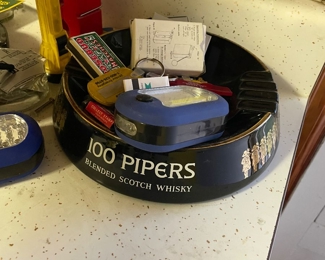 100 PIPERS
BLENDED SCOTCH WHISKY